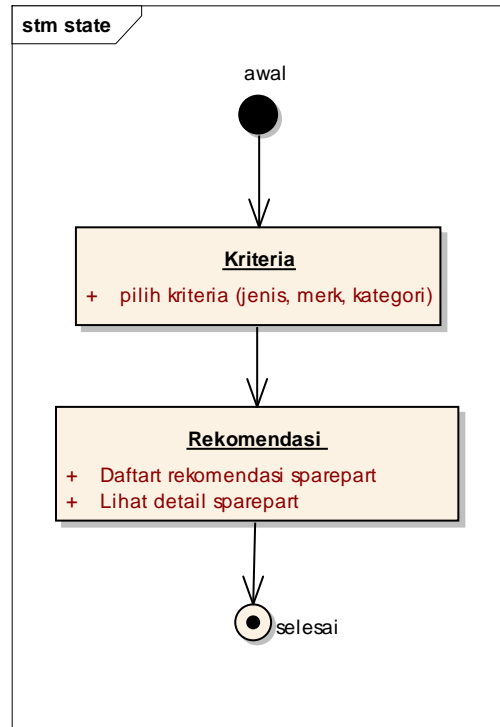 stm state
awal
Kriteria
+ pilih kriteria (jenis, merk, kategori)
Rekomendasi
+ Daftart rekomendasi sparepart
+ Lihat detail sparepart
selesai